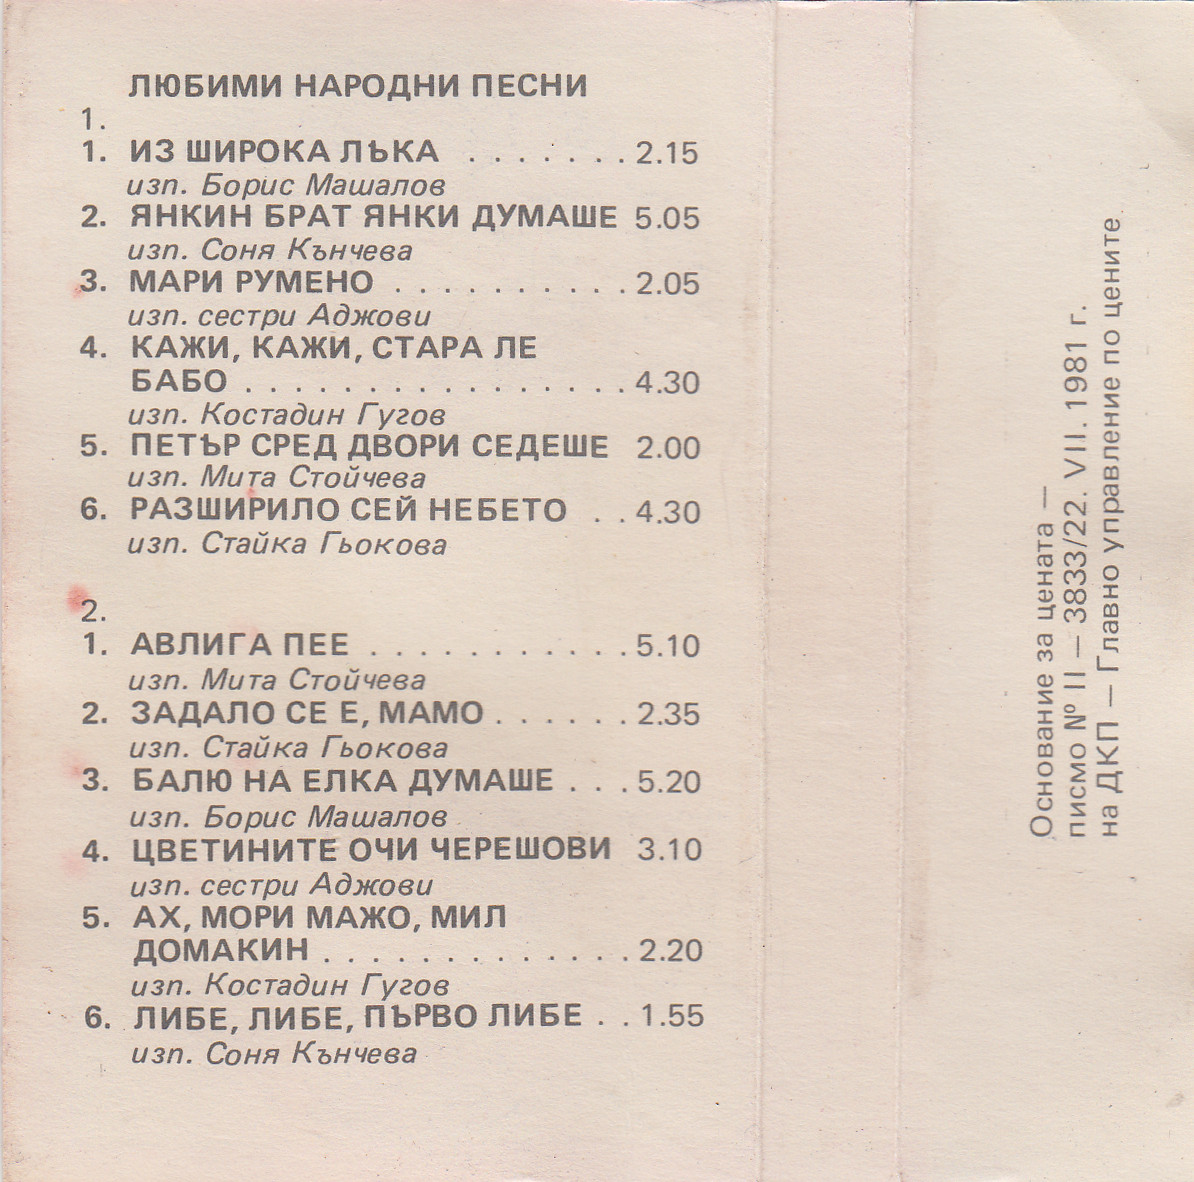 ЛЮБИМИ НАРОДНИ ПЕСНИ
1.
1. ИЗ ШИРОКА ЛЪКА . . . . . . . 2.15
изп. Борис Машалов
2. ЯНКИН БРАТ ЯНКИ ДУМАШЕ 5.05
изп. Соня Кънчева
3. МАРИ РУМЕНО . . . . . . . . . . 2.05
изп. сестри Аджови
4. КАЖИ, КАЖИ, СТАРА ЛЕ
БАБО . . . . . . . . . . . . . . . . . 4.30
изп. Костадин Гугов
5. ПЕТЪР СРЕД ДВОРИ СЕДЕШЕ 2.00
изп. Мита Стойчева
6. РАЗШИРИЛО СЕЙ НЕБЕТО . . 4.30
изп. Стайка Гьокова
2.
1. АВЛИГА ПЕЕ . . . . . . . . . . . 5.10
изп. Мита Стойчева
2. ЗАДАЛО СЕ Е, МАМО . . . . . . 2.35
изп. Стайка Гьокова
3. БАЛЮ НА ЕЛКА ДУМАШЕ . . . 5.20
изп. Борис Машалов
4. ЦВЕТИНИТЕ ОЧИ ЧЕРЕШОВИ 3.10
изп. сестри Аджови
5. АХ, МОРИ МАЖО, МИЛ
ДОМАКИН . . . . . . . . . . . . . . 2.20
изп. Костадин Гугов
6. ЛИБЕ, ЛИБЕ, ПЪРВО ЛИБЕ . . 1.55
изп. Соня Кънчева
Основание за цената —
писмо № II — 3833/22. VII. 1981 г.
на ДКП — Главно управление по цените